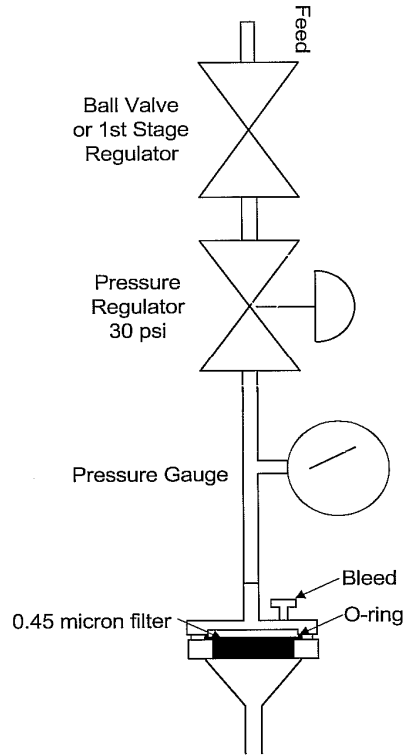 Feed
Ball Valve
or 1st Stage
Regulator
Pressure
Regulator
30 psi
Pressure Gauge
Bleed
0.45 micron filter
O-ring